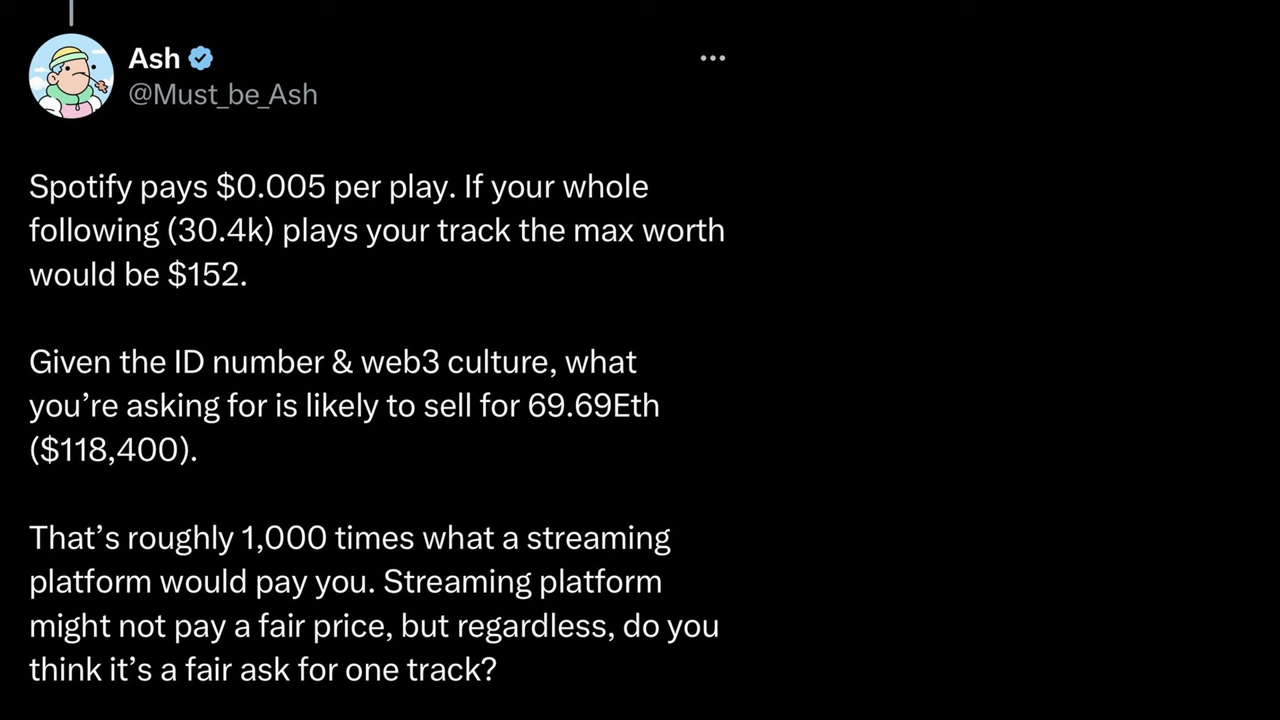 Ash
@Must_be_Ash
Spotify pays $0.005 per play. If your whole
following (30.4k) plays your track the max worth
would be $152.
Given the ID number & web3 culture, what
you’re asking for is likely to sell for 69.69Eth
($118,400).
That’s roughly 1,000 times what a streaming
platform would pay you. Streaming platform
might not pay a fair price, but regardless, do you
think it’s a fair ask for one track?